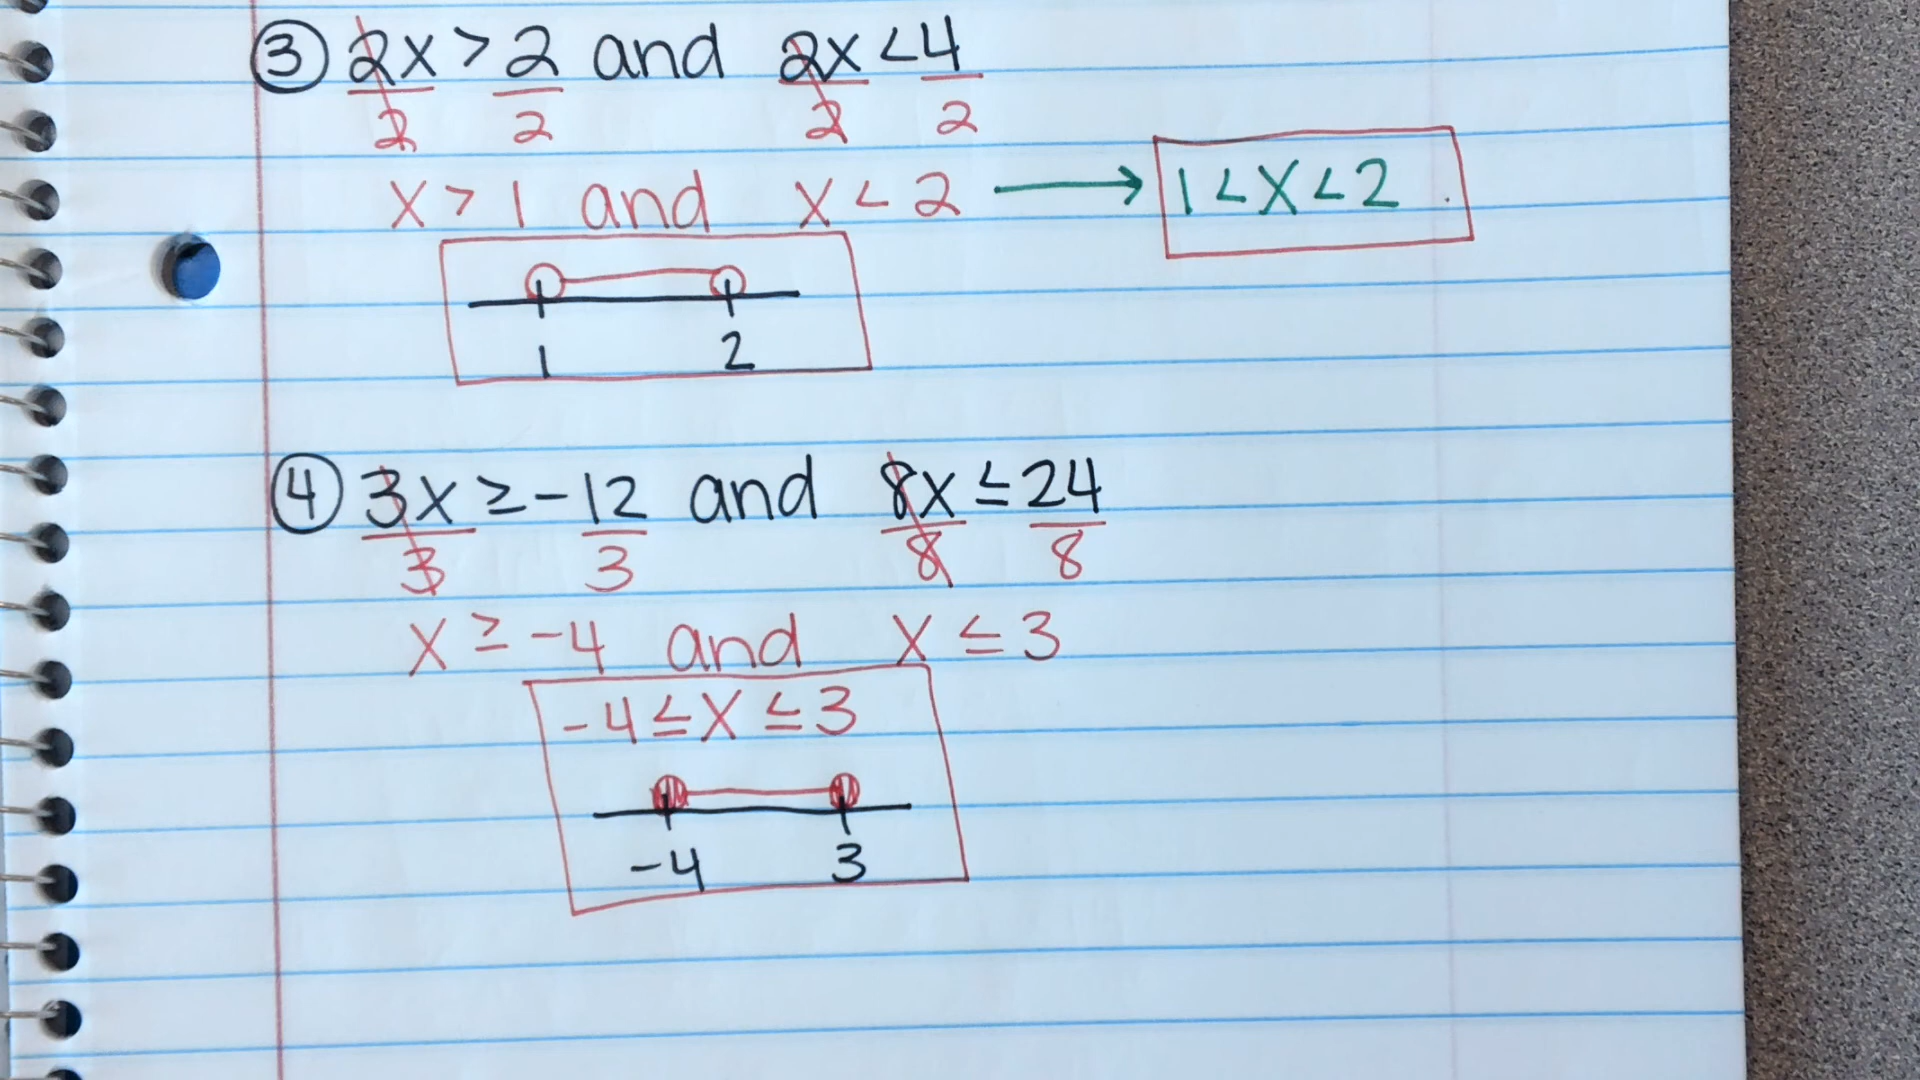 ③ 2x > 2 and 2x < 4
2 2 2 2
x > 1 and x < 2 → 1 < x < 2 .
1 2
④ 3x ≥ -12 and 8x ≤ 24
3 3 8 8
x ≥ -4 and x ≤ 3
-4 ≤ x ≤ 3
-4 3